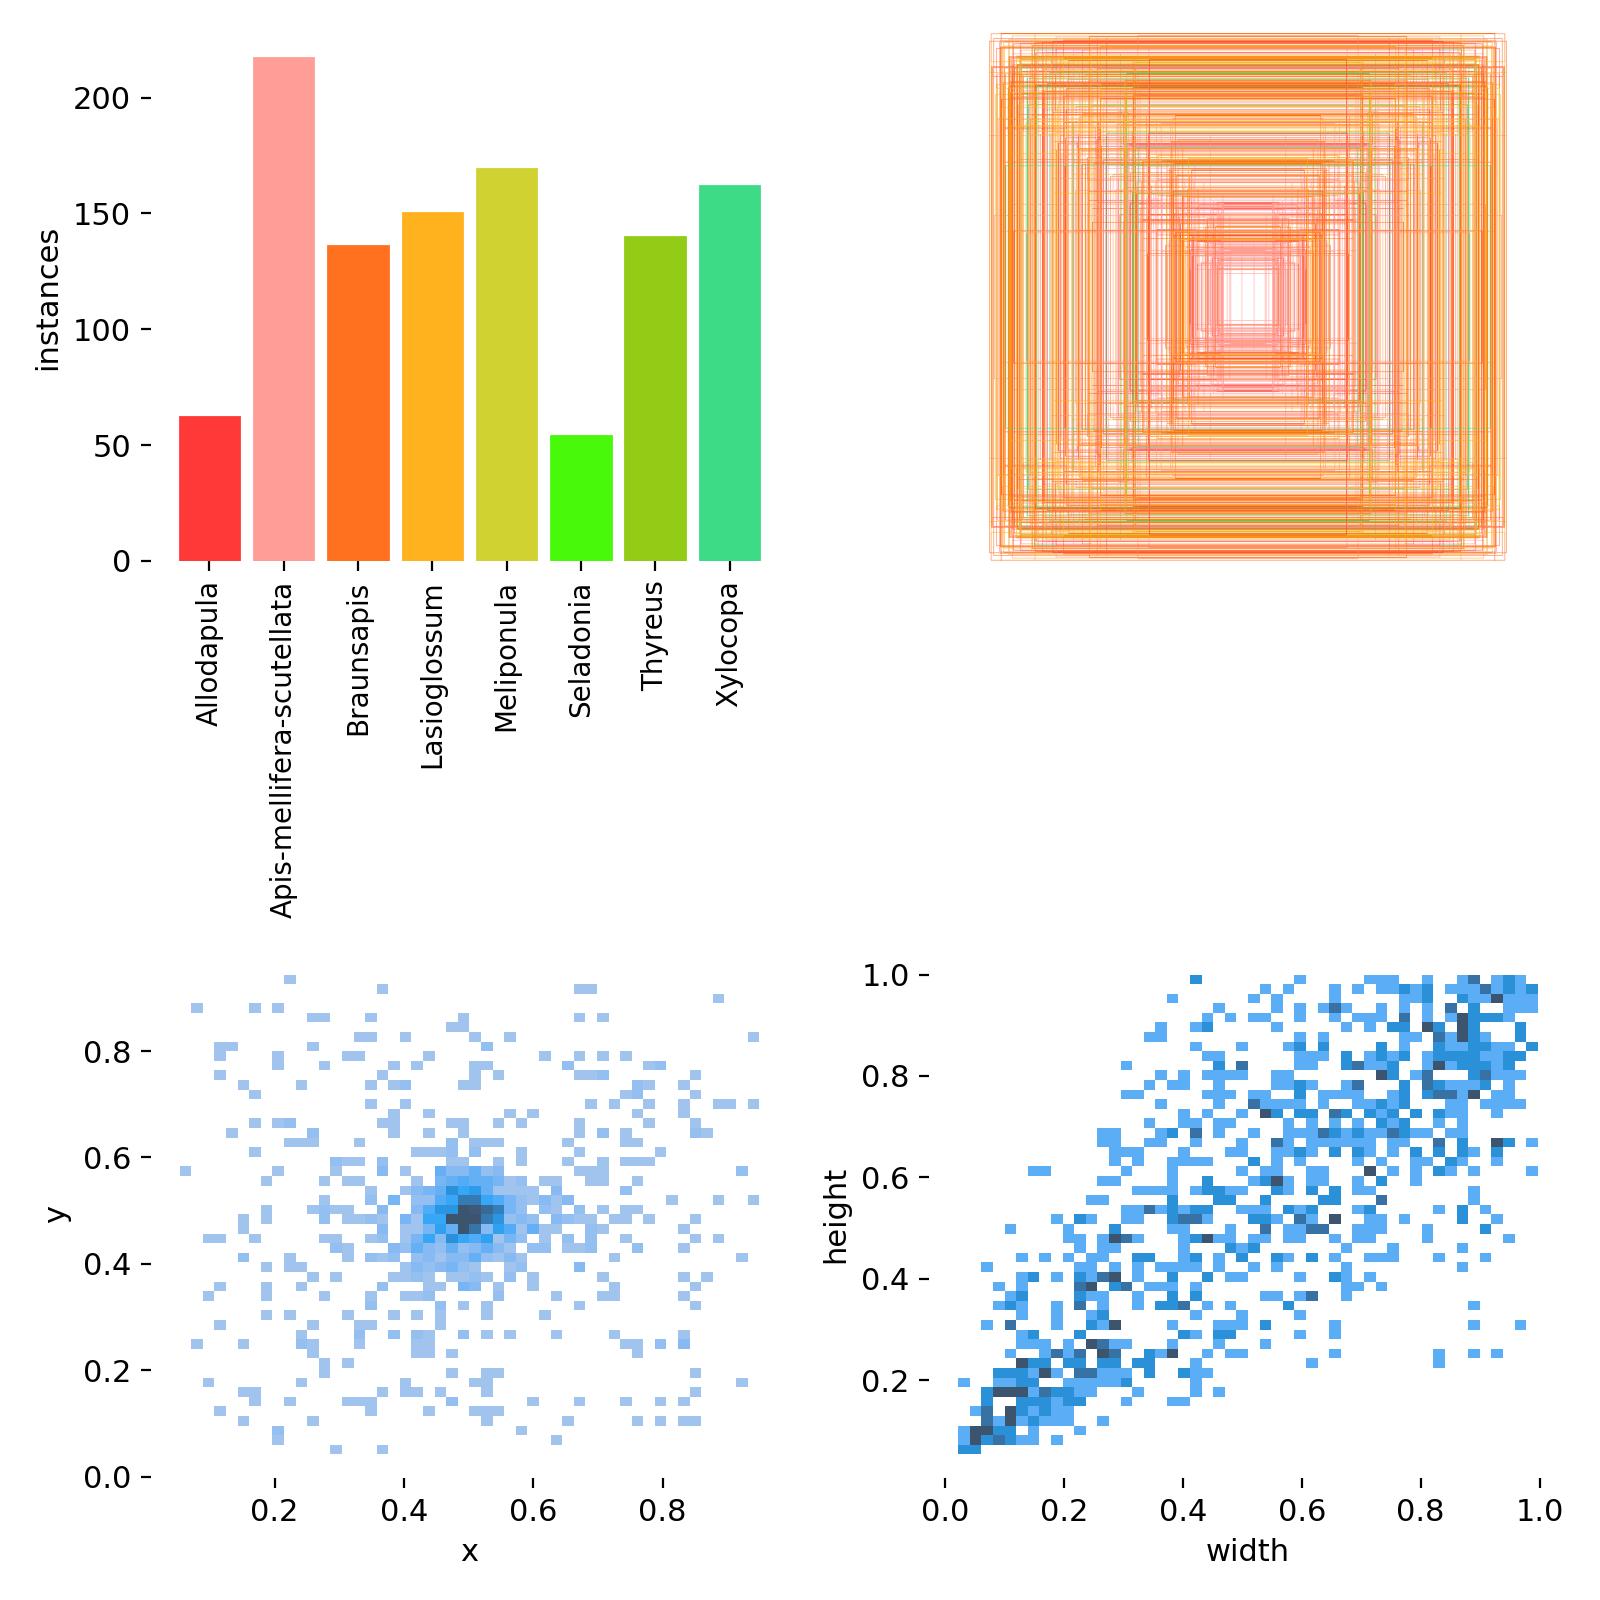 200
150
100
50
0
instances
Allodapula
Apis-mellifera-scutellata
Braunsapis
Lasioglossum
Meliponula
Seladonia
Thyreus
Xylocopa
0.8
0.6
0.4
0.2
0.0
y
0.2 0.4 0.6 0.8
x
1.0
0.8
0.6
0.4
0.2
height
0.0 0.2 0.4 0.6 0.8 1.0
width